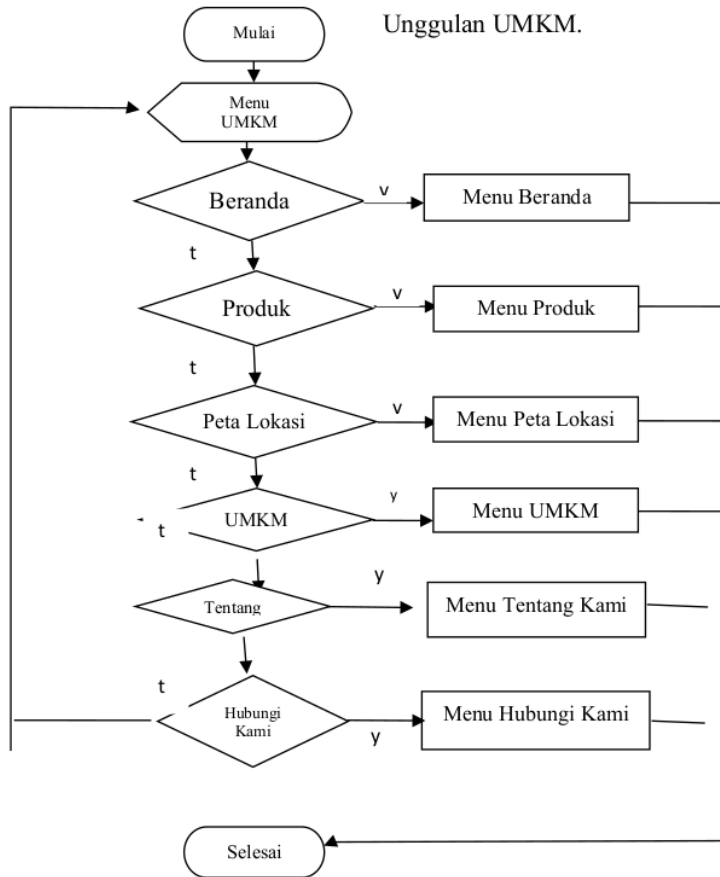 Unggulan UMKM.
Mulai
Menu
UMKM
Beranda
v
Menu Beranda
t
Produk
v
Menu Produk
t
Peta Lokasi
v
Menu Peta Lokasi
t
UMKM
y
Menu UMKM
t
Tentang
y
Menu Tentang Kami
t
Hubungi
Kami
y
Menu Hubungi Kami
Selesai